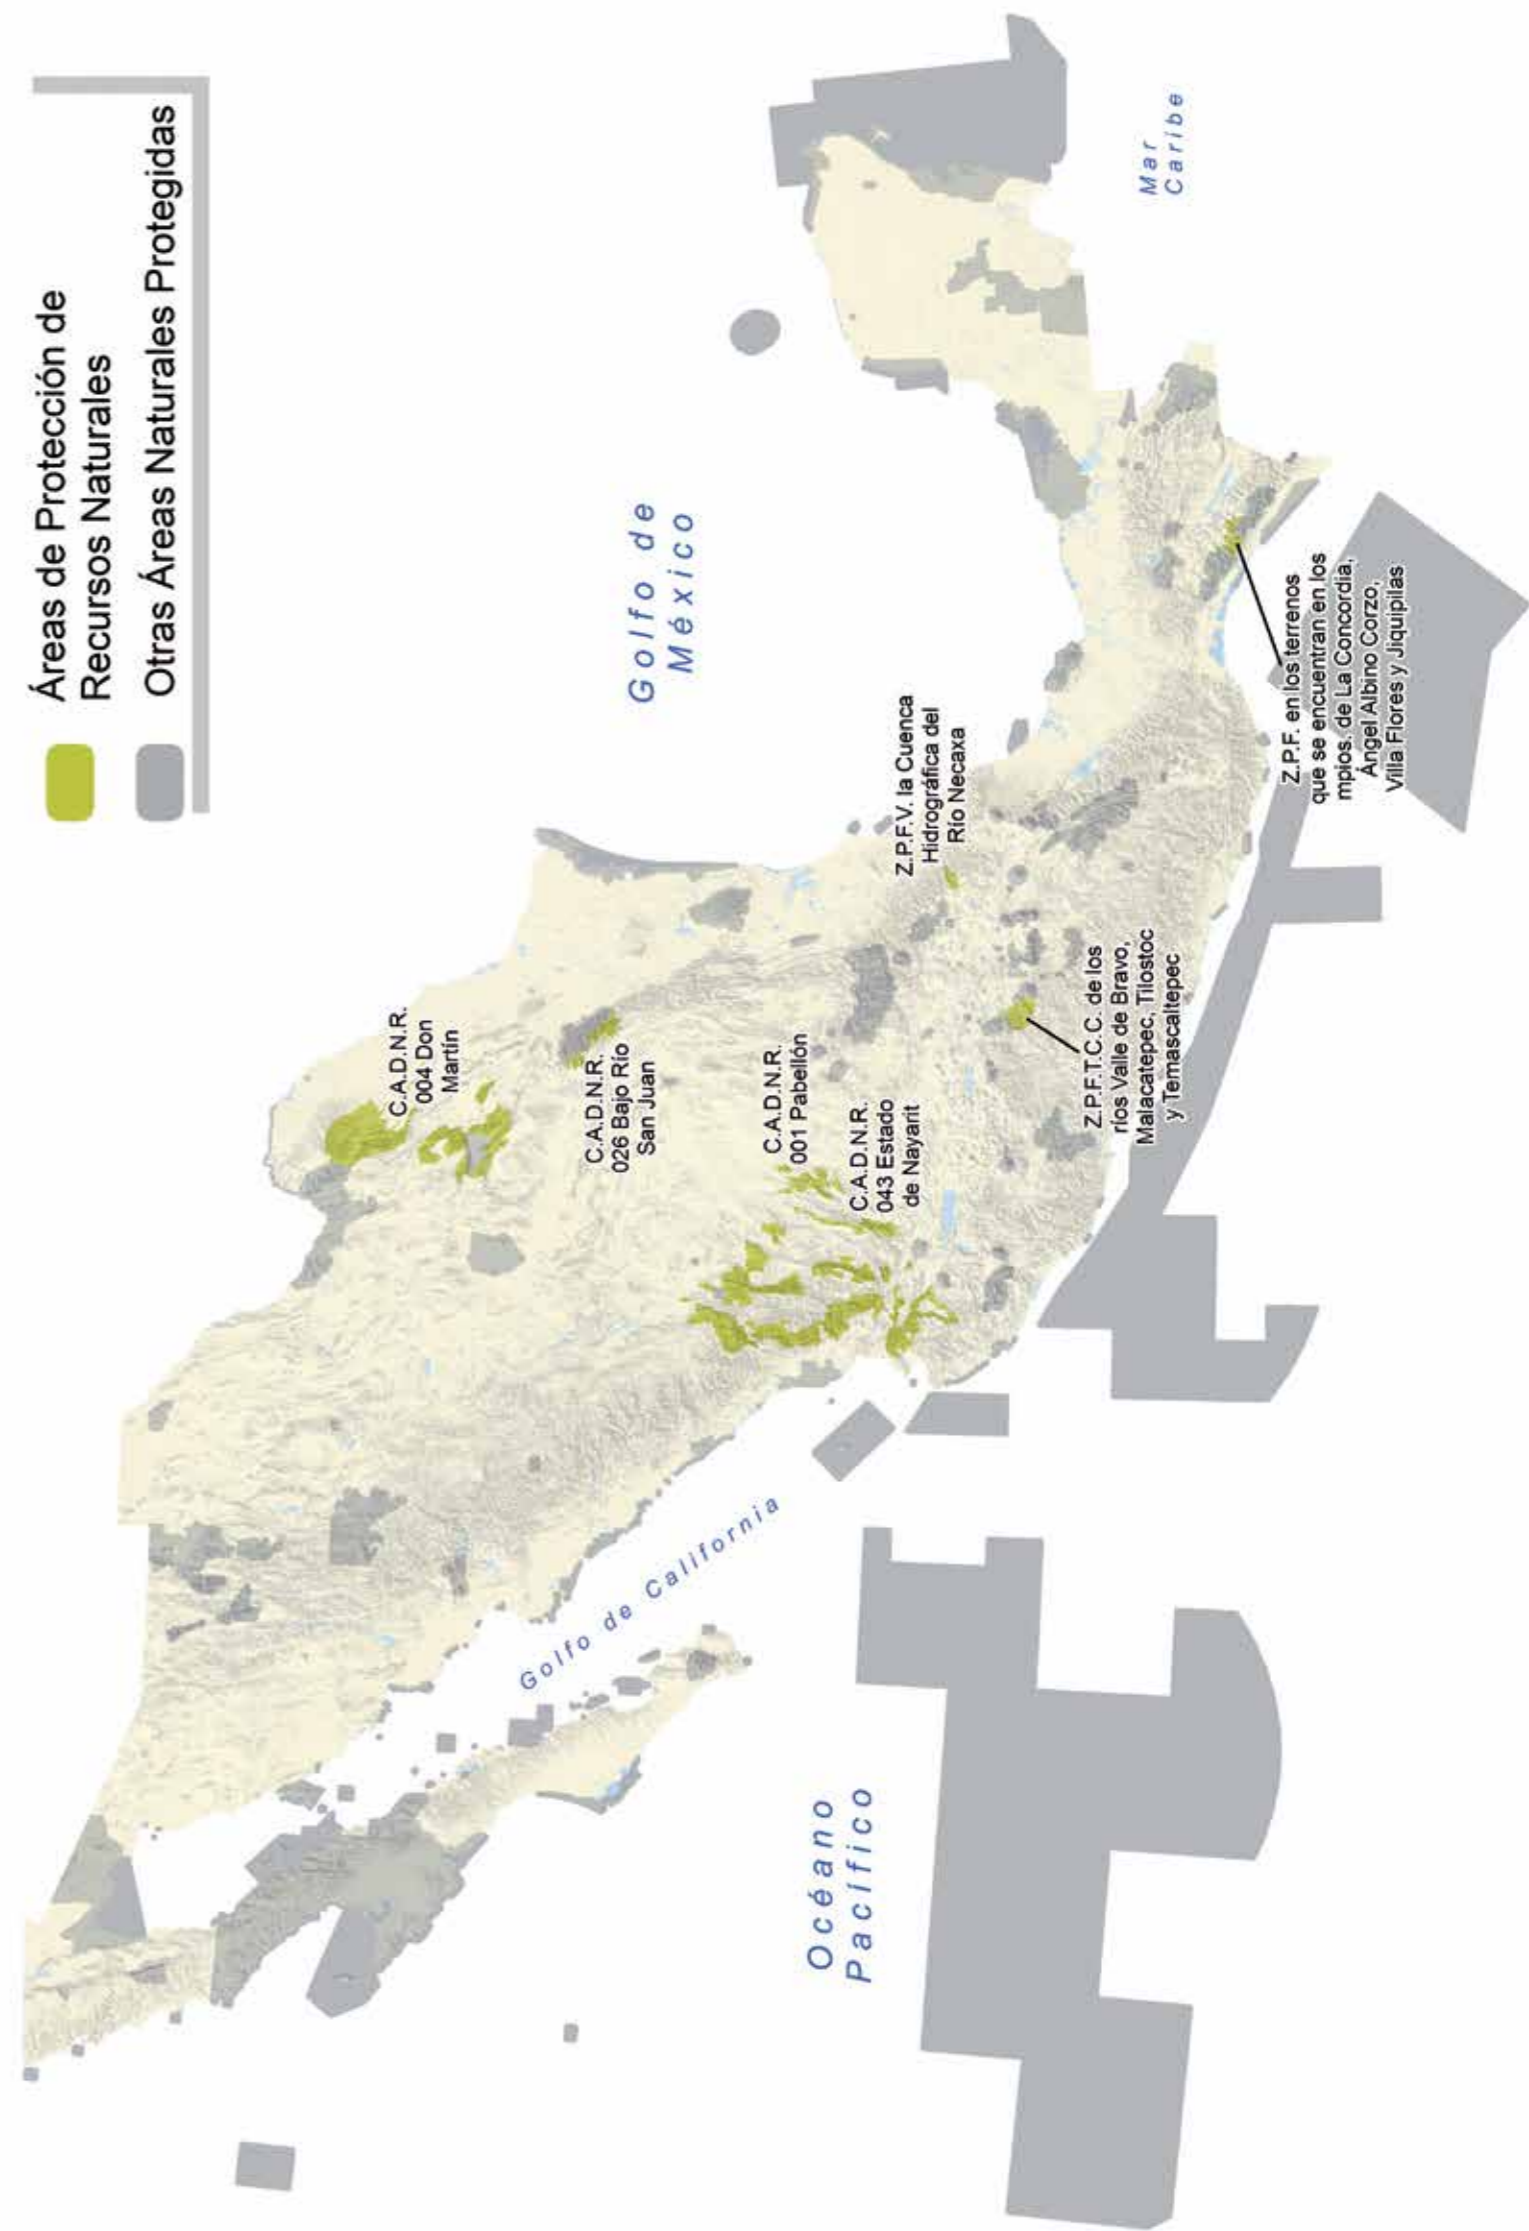 Áreas de Protección de
Recursos Naturales
Otras Áreas Naturales Protegidas
Golfo de
México
Mar
Caribe
C.A.D.N.R.
004 Don
Martín
C.A.D.N.R.
026 Bajo Río
San Juan
C.A.D.N.R.
001 Pabellón
C.A.D.N.R.
043 Estado
de Nayarit
Z.P.F.V. la Cuenca
Hidrográfica del
Río Necaxa
Z.P.F.T.C.C. de los
ríos Valle de Bravo,
Malacatepec, Tilostoc
y Temascaltepec
Z.P.F. en los terrenos
que se encuentran en los
mpios. de La Concordia,
Ángel Albino Corzo,
Villa Flores y Jiquipilas
Golfo de California
Océano
Pacífico